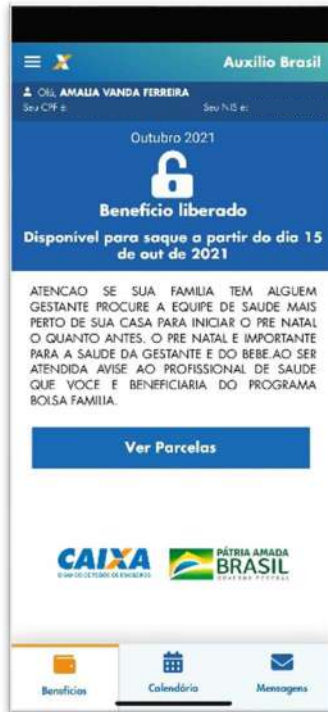 Auxílio Brasil
Olá, AMALIA VANDA FERREIRA
Seu CPF é: Seu NIS é:
Outubro 2021
Benefício liberado
Disponível para saque a partir do dia 15
de out de 2021
ATENCAO SE SUA FAMILIA TEM ALGUEM
GESTANTE PROCURE A EQUIPE DE SAUDE MAIS
PERTO DE SUA CASA PARA INICIAR O PRE NATAL
O QUANTO ANTES. O PRE NATAL E IMPORTANTE
PARA A SAUDE DA GESTANTE E DO BEBE.AO SER
ATENDIDA AVISE AO PROFISSIONAL DE SAUDE
QUE VOCE E BENEFICIARIA DO PROGRAMA
BOLSA FAMILIA.
Ver Parcelas
CAIXA
PÁTRIA AMADA
BRASIL
GOVERNO FEDERAL
Benefícios Calendário Mensagens